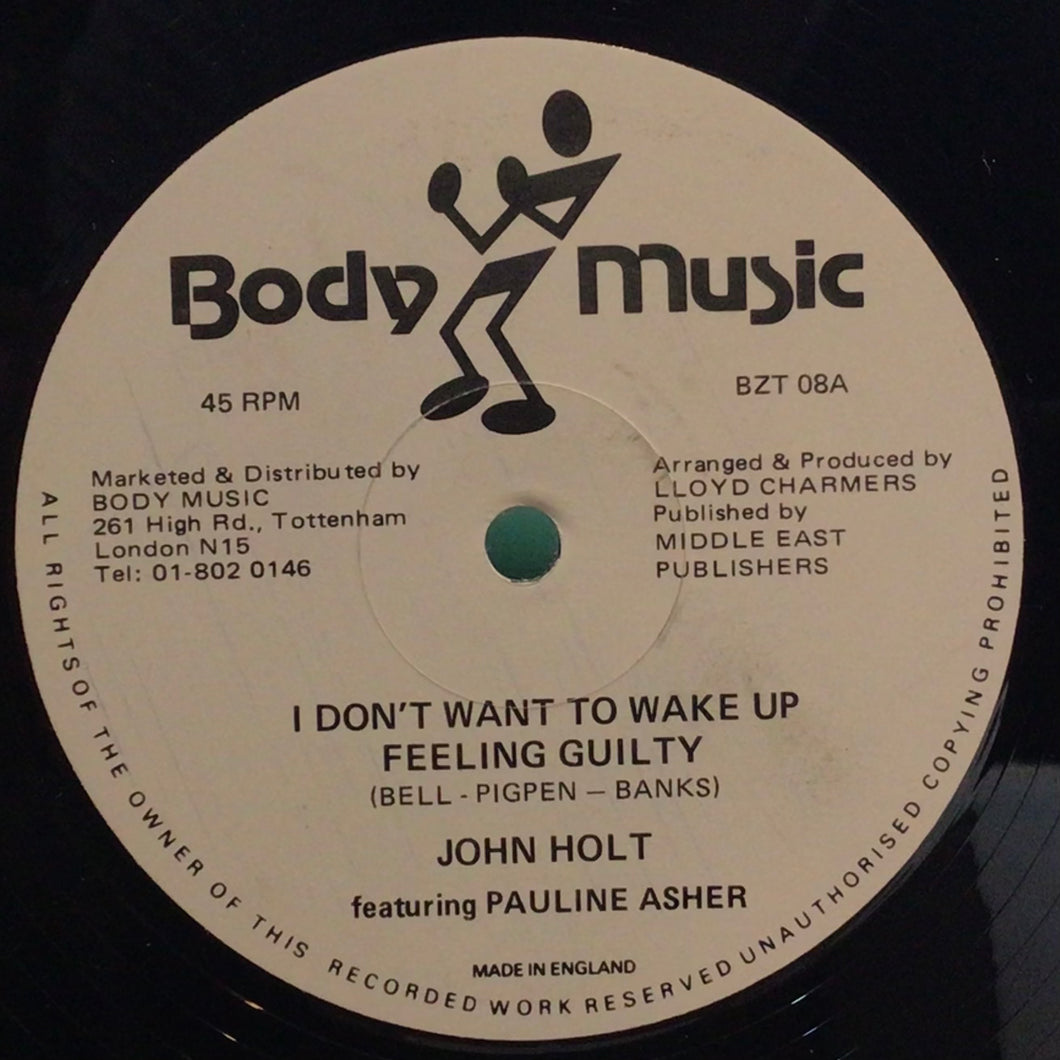 Body Music
45 RPM
BZT 08A
Marketed & Distributed by
BODY MUSIC
261 High Rd., Tottenham
London N15
Tel: 01-802 0146
Arranged & Produced by
LLOYD CHARMERS
Published by
MIDDLE EAST
PUBLISHERS
I DON'T WANT TO WAKE UP
FEELING GUILTY
(BELL - PIGPEN – BANKS)
JOHN HOLT
featuring PAULINE ASHER
MADE IN ENGLAND
ALL RIGHTS OF THE OWNER OF THIS RECORDED WORK RESERVED UNAUTHORISED COPYING PROHIBITED